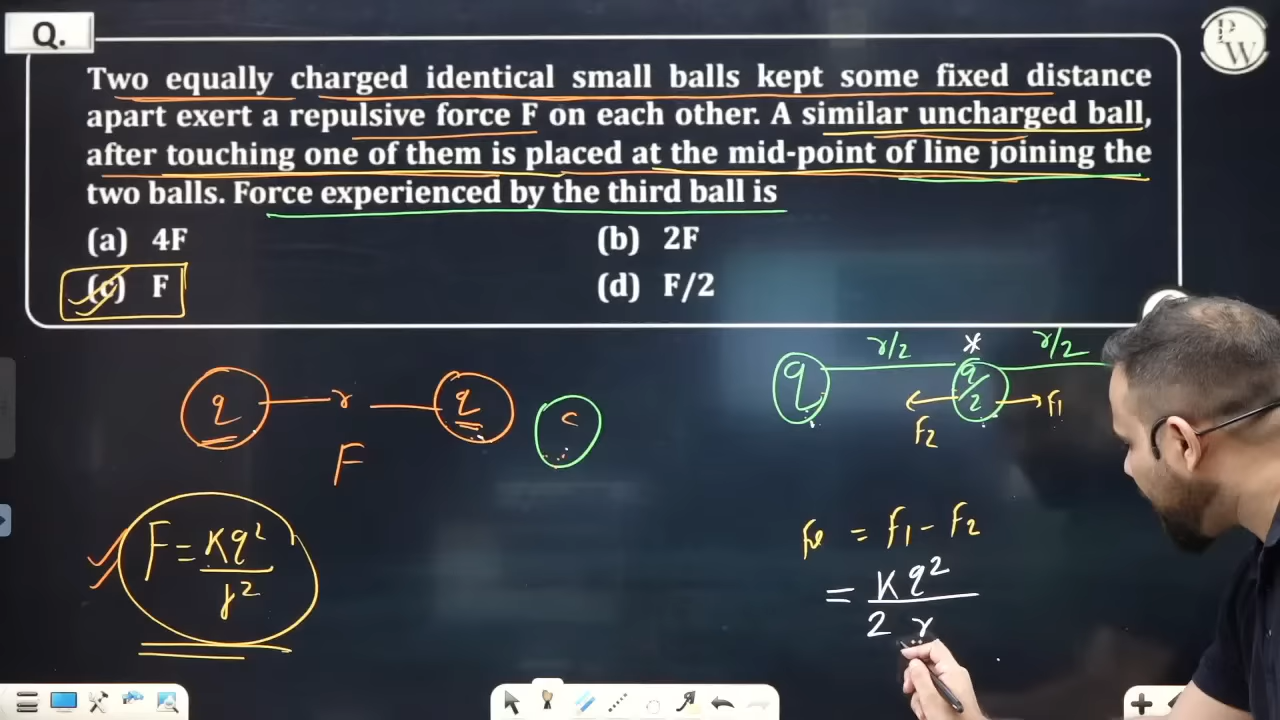 Q.
PW
Two equally charged identical small balls kept some fixed distance
apart exert a repulsive force F on each other. A similar uncharged ball,
after touching one of them is placed at the mid-point of line joining the
two balls. Force experienced by the third ball is
(a) 4F
(b) 2F
(c) F
(d) F/2
q r q c
F
F = Kq²/r²
r/2 * r/2
q q/2
F2 F1
= F1 - F2
= Kq²
2 r